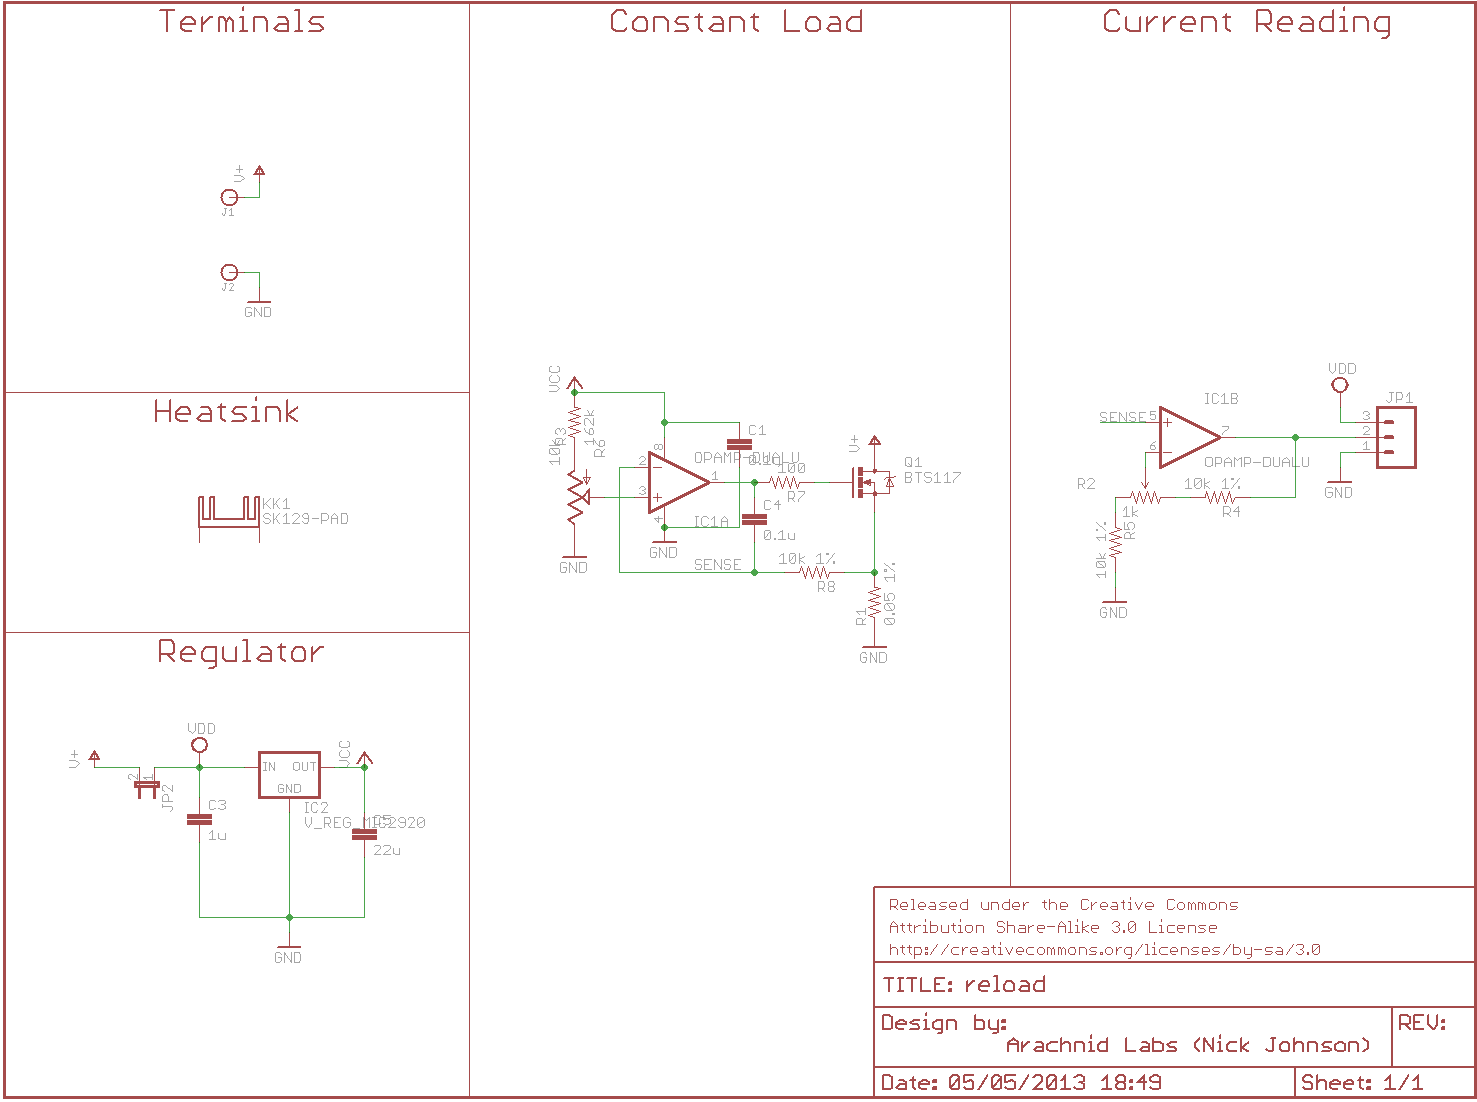 Terminals
V+
J1
J2
GND
Heatsink
KK1
SK129-PAD
Regulator
V+
2
1
JP2
VDD
C3
1u
IN OUT
GND
IC2
V_REG_MIC2920
VCC
C5
22u
GND
Constant Load
VCC
R3
162k
10k
R6
GND
2
3
8
4
1
OPAMP-DUALU
IC1A
GND
C1
0.1u
100
R7
C4
0.1u
SENSE
10k 1%
R8
V+
Q1
BTS117
R1
0.05 1%
GND
Current Reading
SENSE
5
6
7
IC1B
OPAMP-DUALU
R2
1k
10k 1%
R4
10k 1%
R5
GND
VDD
JP1
3
2
1
GND
Released under the Creative Commons
Attribution Share-Alike 3.0 License
http://creativecommons.org/licenses/by-sa/3.0
TITLE: reload
Design by:
Arachnid Labs (Nick Johnson)
REV:
Date: 05/05/2013 18:49
Sheet: 1/1